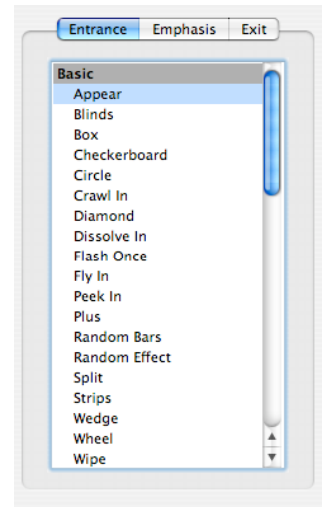 Entrance Emphasis Exit
Basic
Appear
Blinds
Box
Checkerboard
Circle
Crawl In
Diamond
Dissolve In
Flash Once
Fly In
Peek In
Plus
Random Bars
Random Effect
Split
Strips
Wedge
Wheel
Wipe